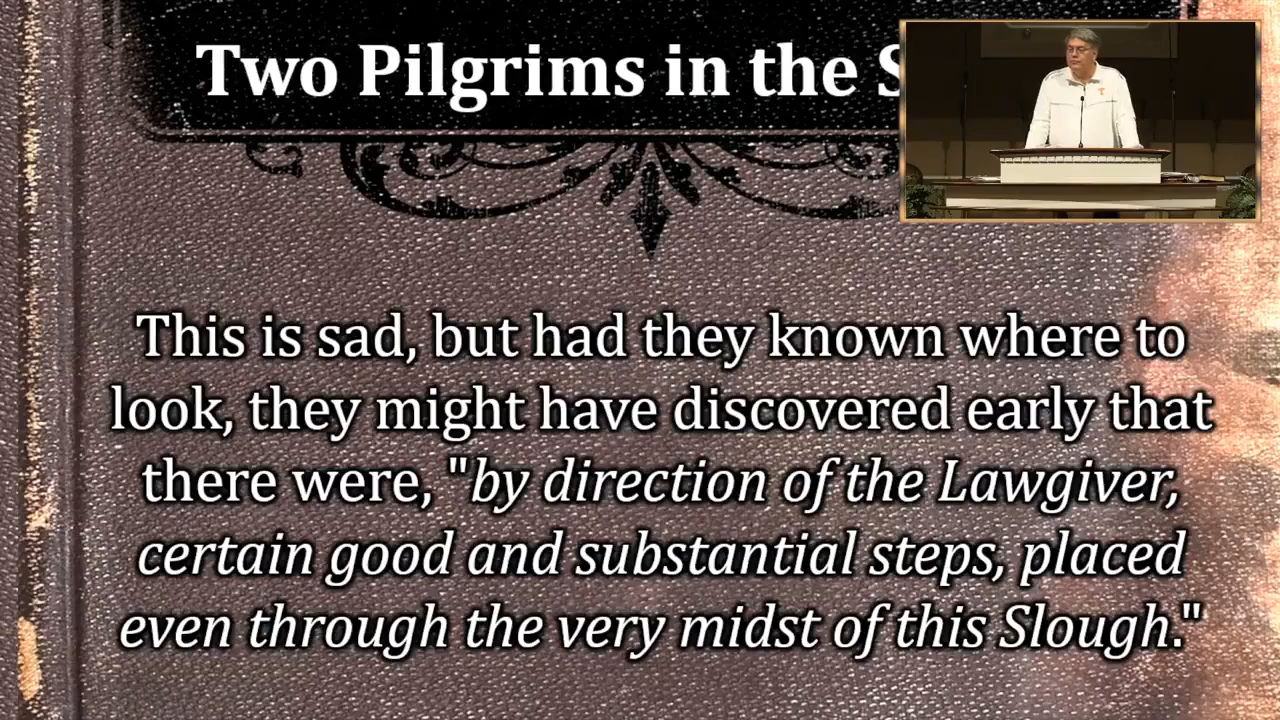 Two Pilgrims in the S
This is sad, but had they known where to
look, they might have discovered early that
there were, "by direction of the Lawgiver,
certain good and substantial steps, placed
even through the very midst of this Slough."